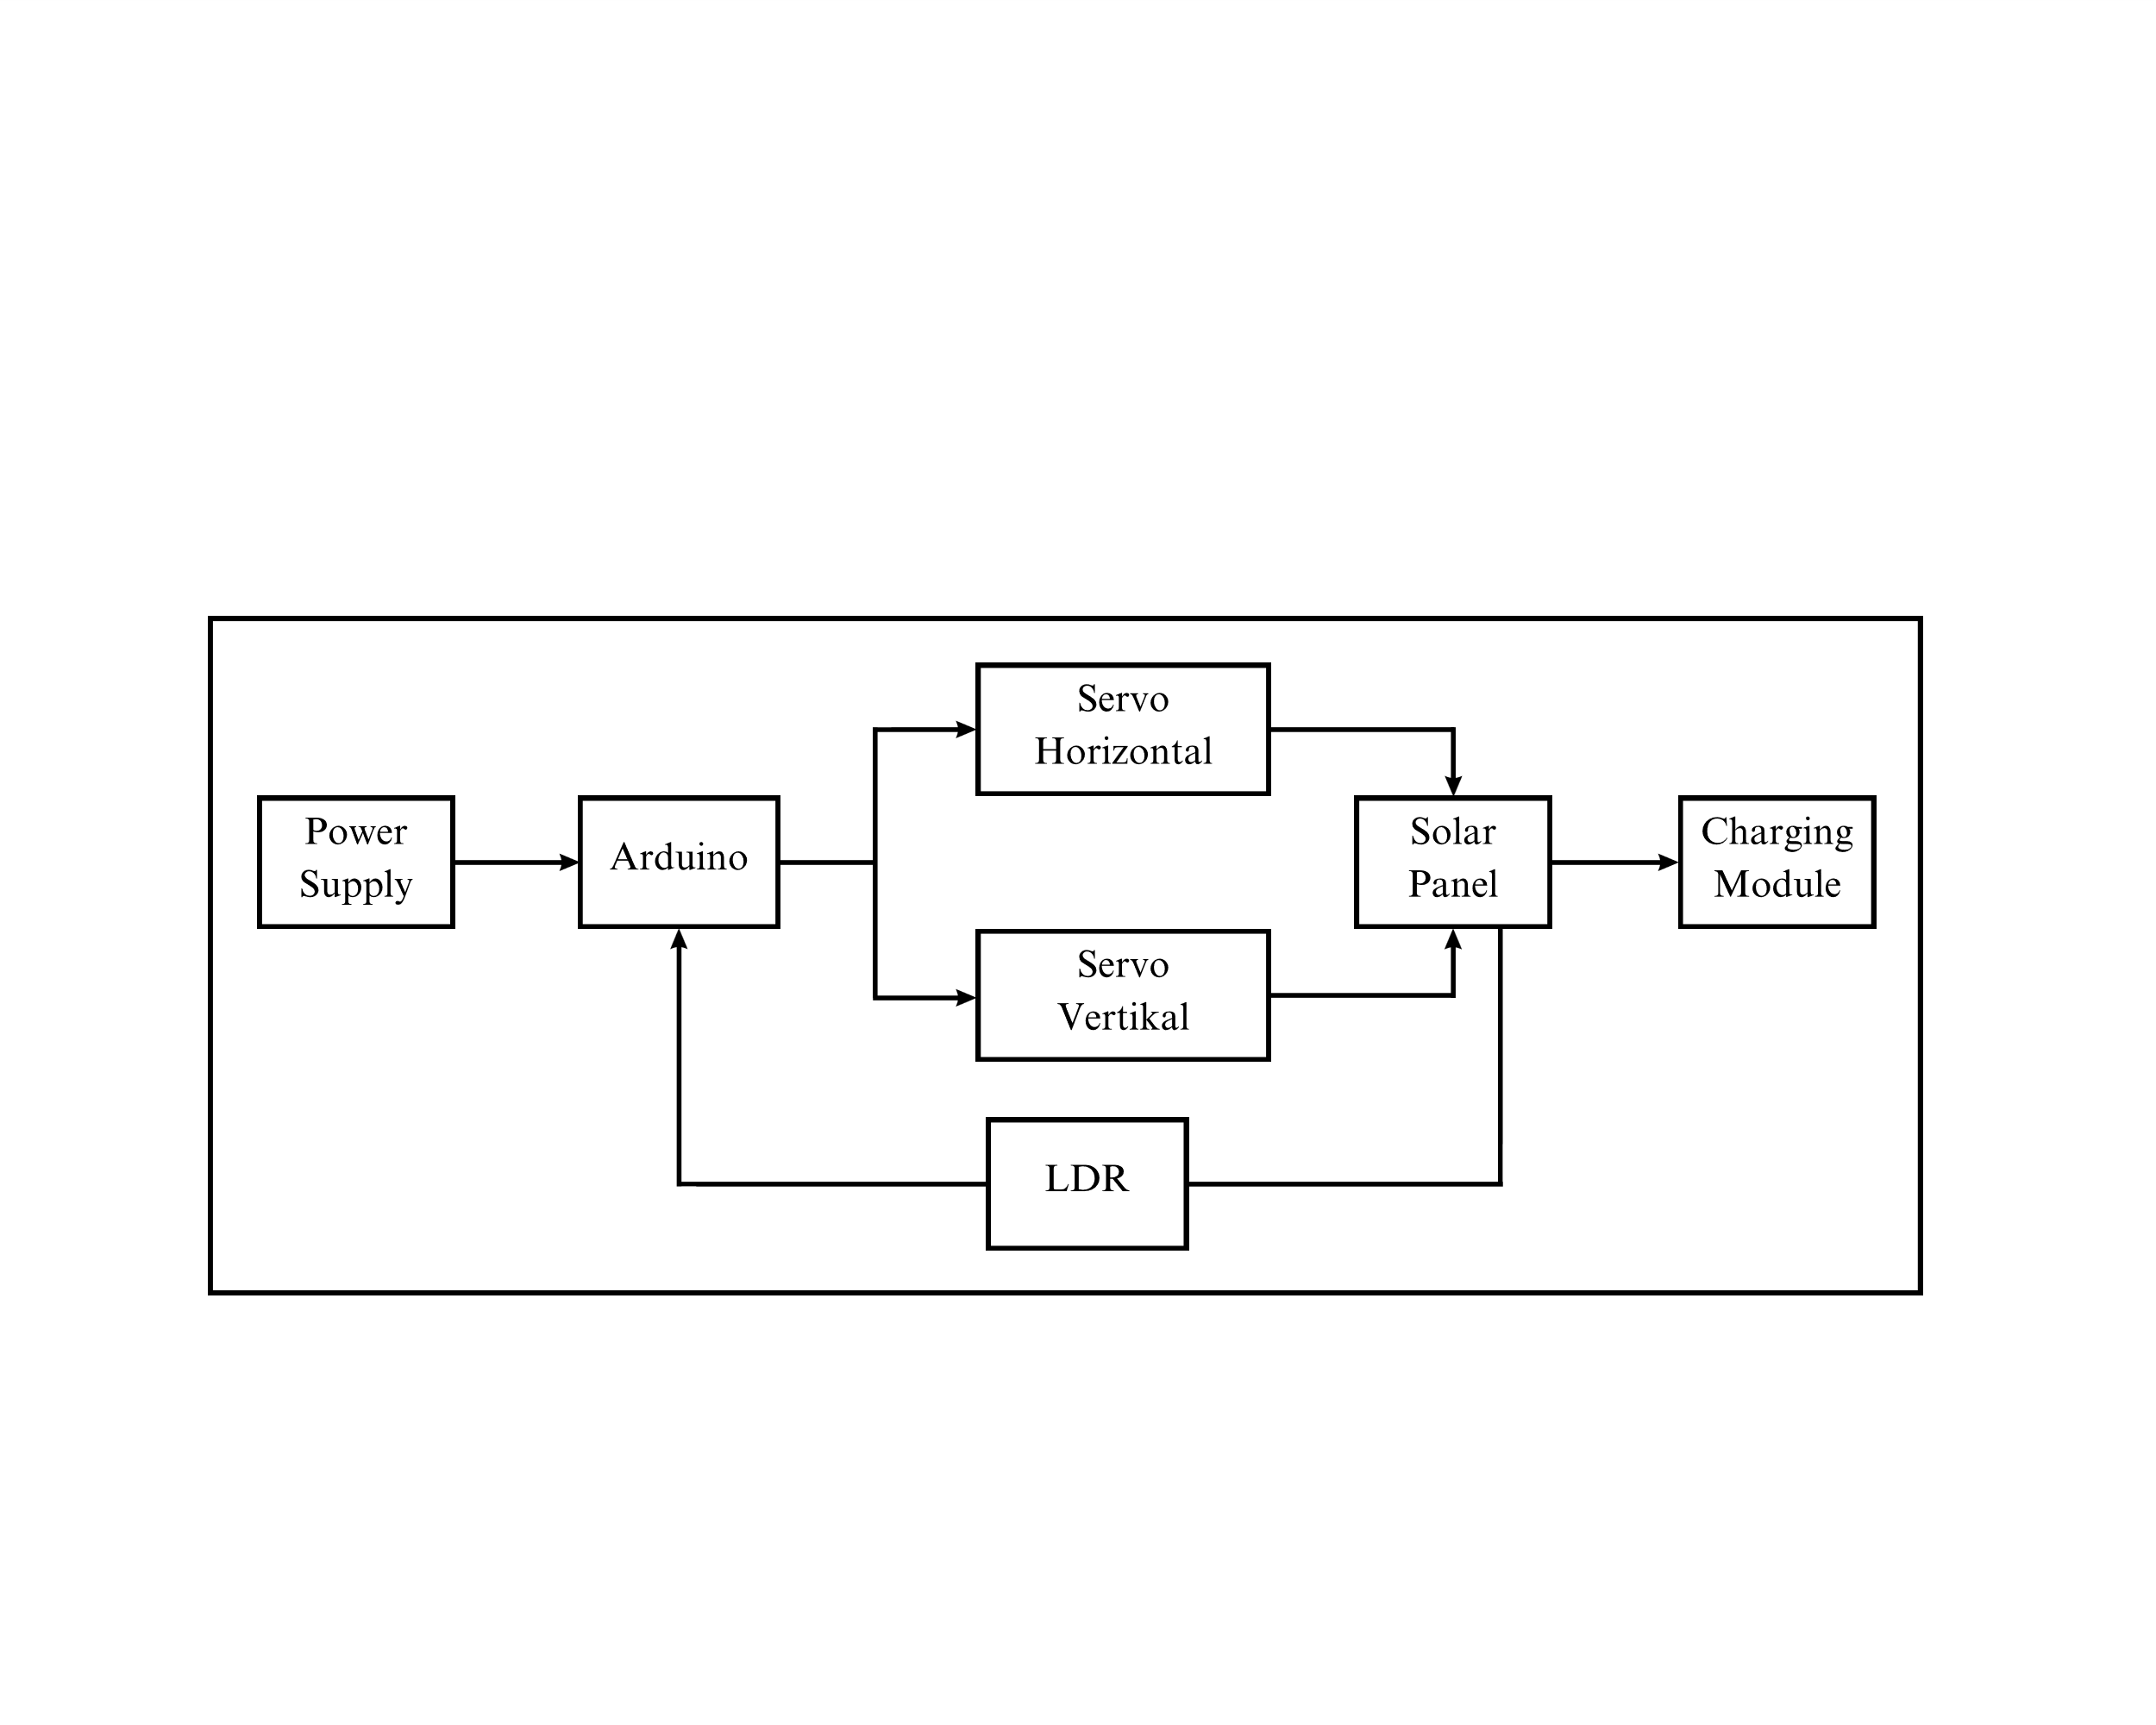 Power
Supply
Arduino
Servo
Horizontal
Servo
Vertikal
Solar
Panel
Charging
Module
LDR